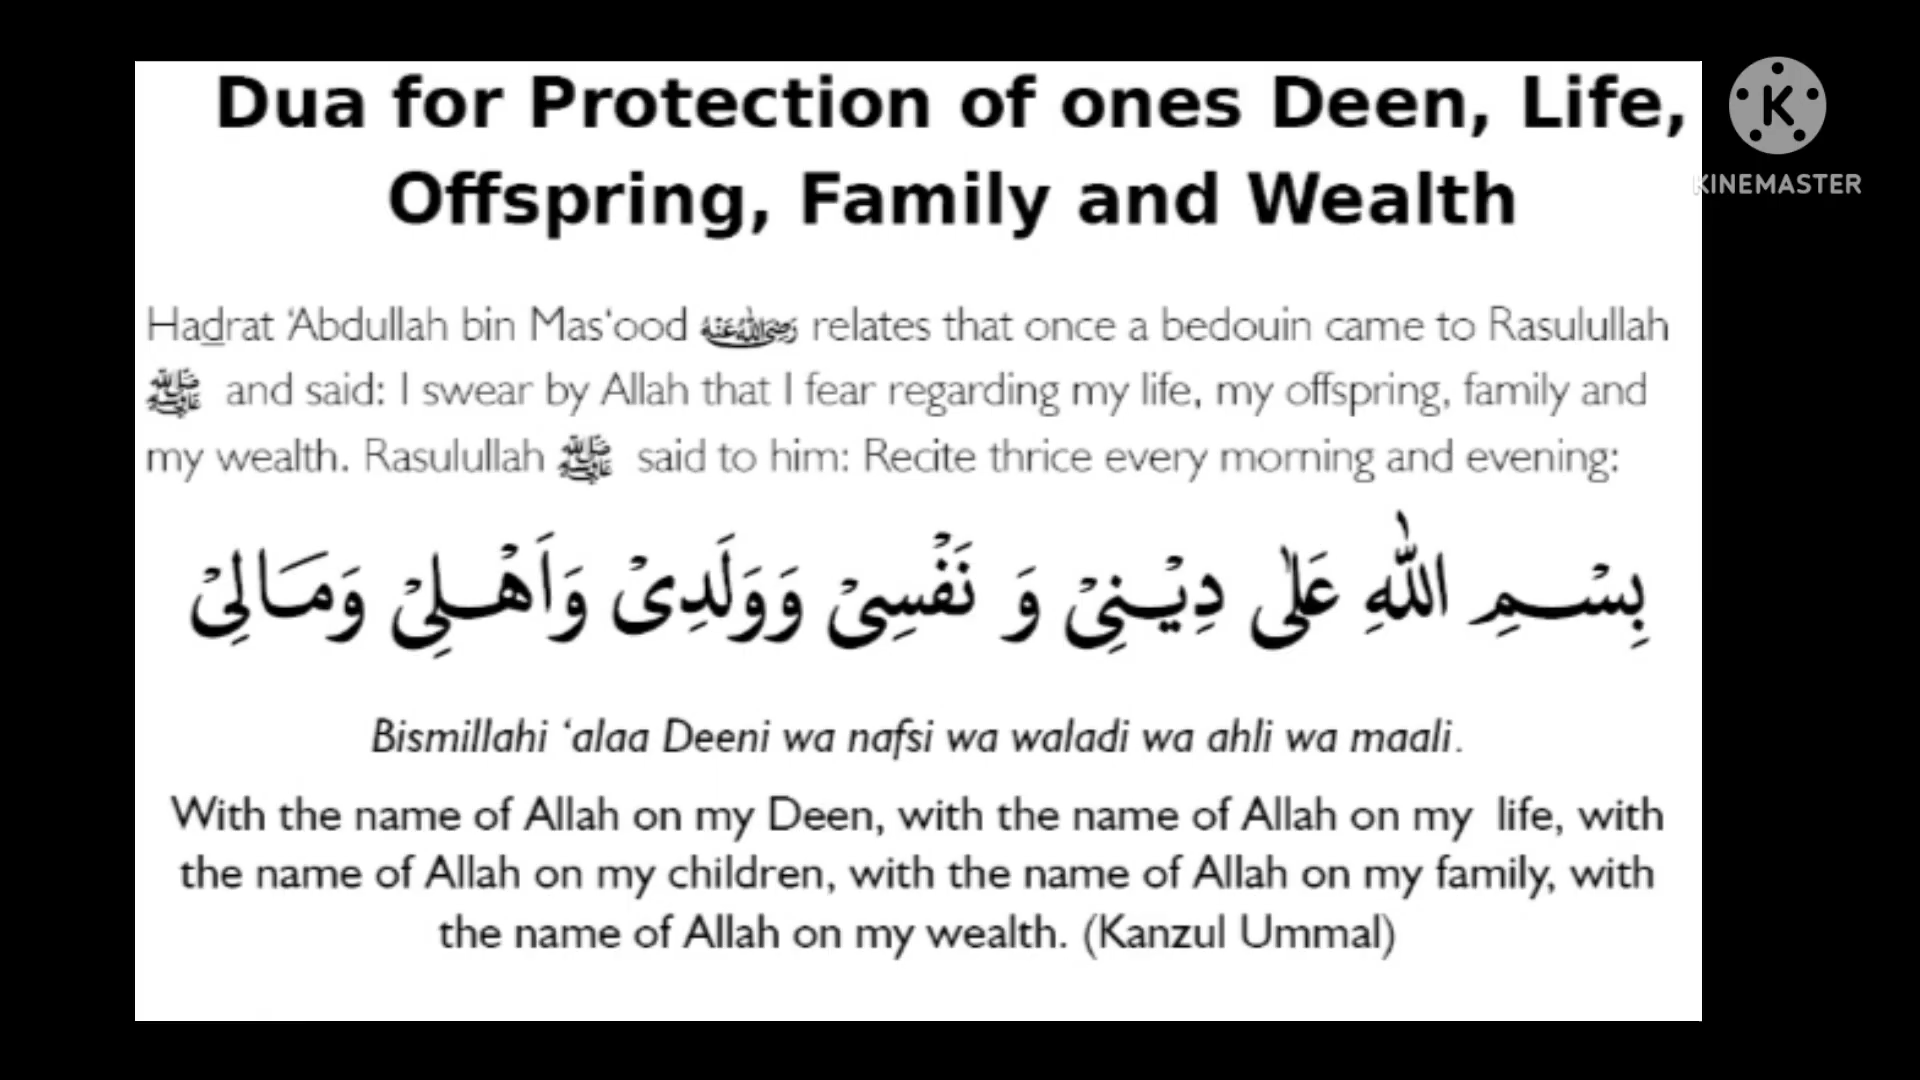 Dua for Protection of ones Deen, Life,
Offspring, Family and Wealth
K
KINEMASTER
Hadrat ‘Abdullah bin Mas‘ood رَضِيَ اللهُ عَنْهُ relates that once a bedouin came to Rasulullah
ﷺ and said: I swear by Allah that I fear regarding my life, my offspring, family and
my wealth. Rasulullah ﷺ said to him: Recite thrice every morning and evening:
بِسْمِ اللّٰهِ عَلٰى دِيْنِىْ وَ نَفْسِىْ وَوَلَدِىْ وَاَهْلِىْ وَمَالِىْ
Bismillahi ‘alaa Deeni wa nafsi wa waladi wa ahli wa maali.
With the name of Allah on my Deen, with the name of Allah on my life, with
the name of Allah on my children, with the name of Allah on my family, with
the name of Allah on my wealth. (Kanzul Ummal)